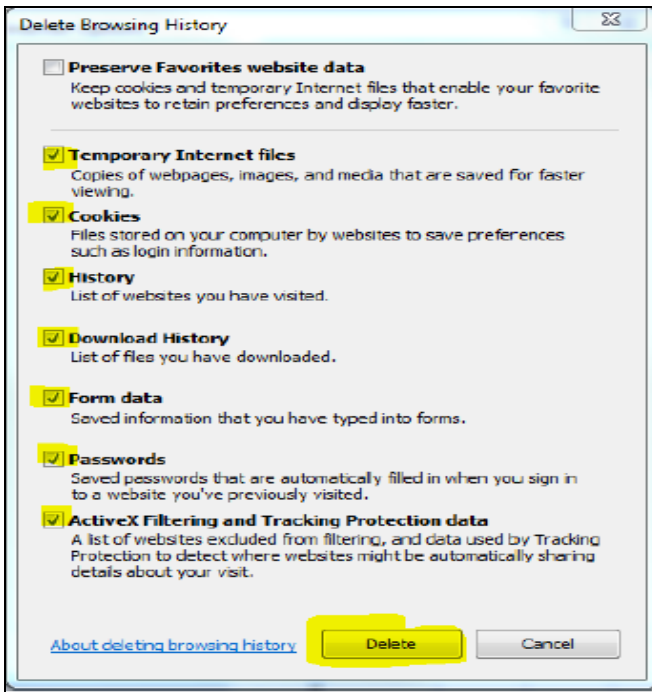 Delete Browsing History
Preserve Favorites website data
Keep cookies and temporary Internet files that enable your favorite
websites to retain preferences and display faster.
Temporary Internet files
Copies of webpages, images, and media that are saved for faster
viewing.
Cookies
Files stored on your computer by websites to save preferences
such as login information.
History
List of websites you have visited.
Download History
List of files you have downloaded.
Form data
Saved information that you have typed into forms.
Passwords
Saved passwords that are automatically filled in when you sign in
to a website you've previously visited.
ActiveX Filtering and Tracking Protection data
A list of websites excluded from filtering, and data used by Tracking
Protection to detect where websites might be automatically sharing
details about your visit.
About deleting browsing history Delete Cancel